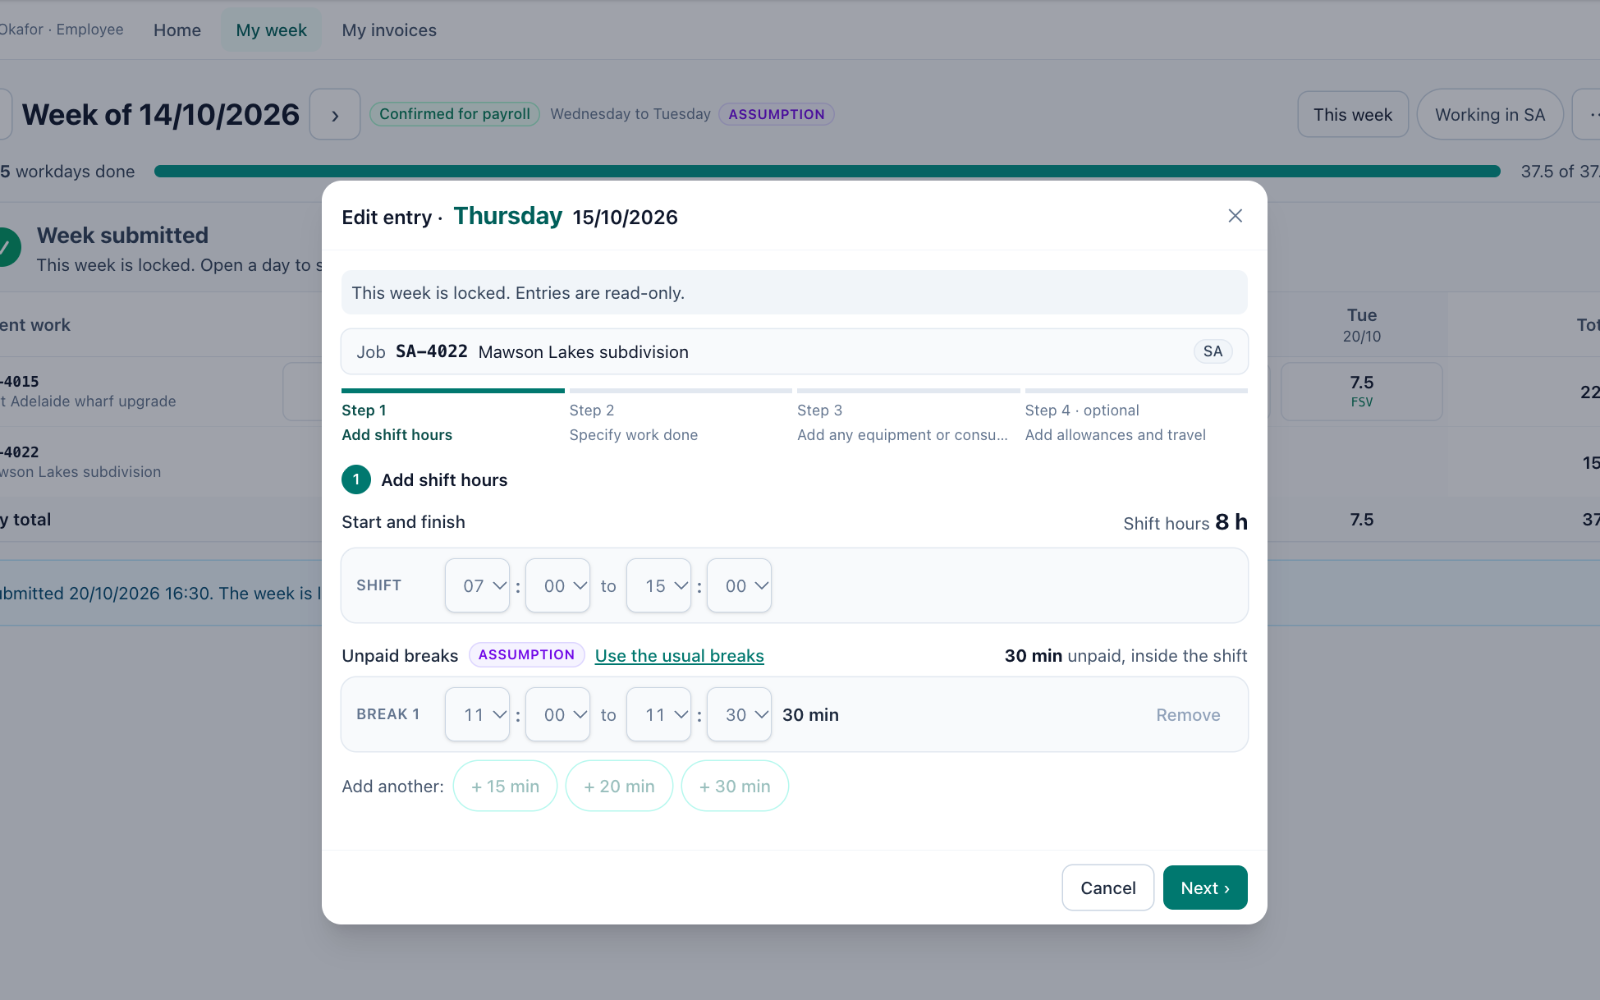 Okafor · Employee Home My week My invoices
Week of 14/10/2026 › Confirmed for payroll Wednesday to Tuesday ASSUMPTION This week Working in SA
5 workdays done 37.5 of 37.
Week submitted
This week is locked. Open a day to s
ent work Tue Tot
20/10
-4015 7.5 22
t Adelaide wharf upgrade FSV
-4022 15
wson Lakes subdivision
y total 7.5 37
ubmitted 20/10/2026 16:30. The week is l
Edit entry · Thursday 15/10/2026
This week is locked. Entries are read-only.
Job SA-4022 Mawson Lakes subdivision SA
Step 1 Step 2 Step 3 Step 4 · optional
Add shift hours Specify work done Add any equipment or consu... Add allowances and travel
1 Add shift hours
Start and finish Shift hours 8 h
SHIFT 07 : 00 to 15 : 00
Unpaid breaks ASSUMPTION Use the usual breaks 30 min unpaid, inside the shift
BREAK 1 11 : 00 to 11 : 30 30 min Remove
Add another: + 15 min + 20 min + 30 min
Cancel Next ›